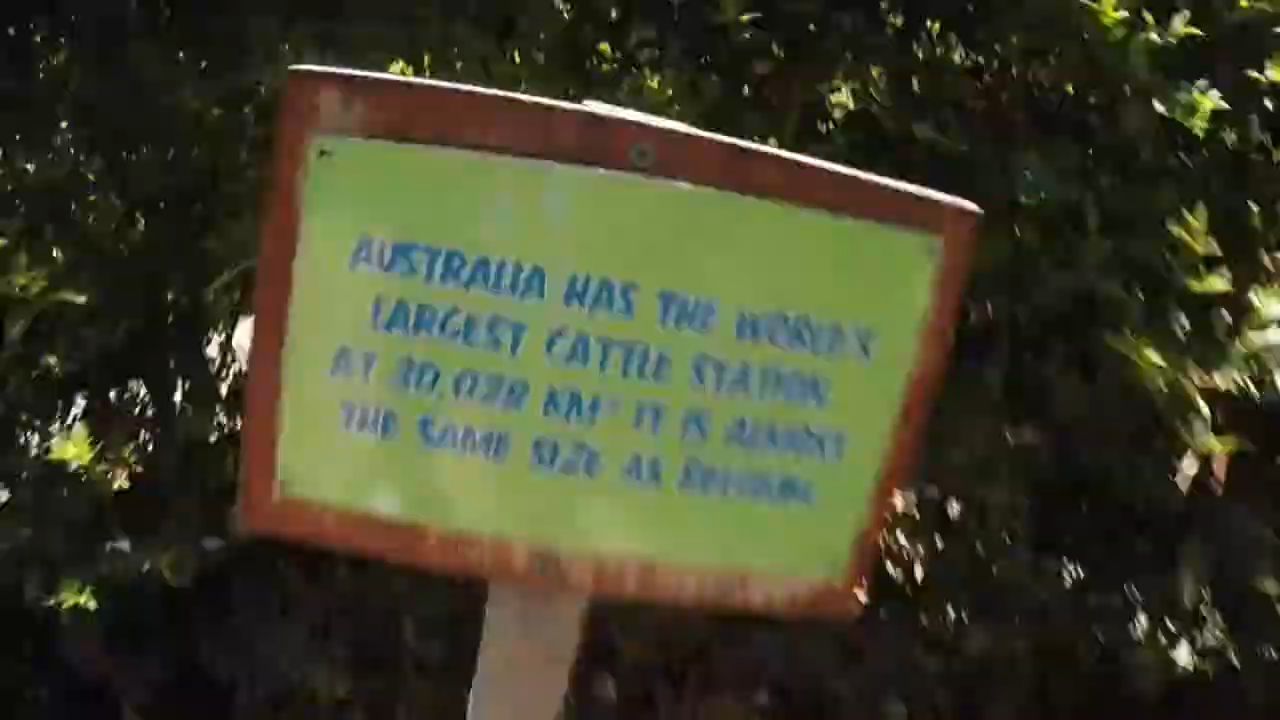 AUSTRALIA HAS THE WORLD'S
LARGEST CATTLE STATION.
AT 30,028 KM² IT IS ALMOST
THE SAME SIZE AS BELGIUM.